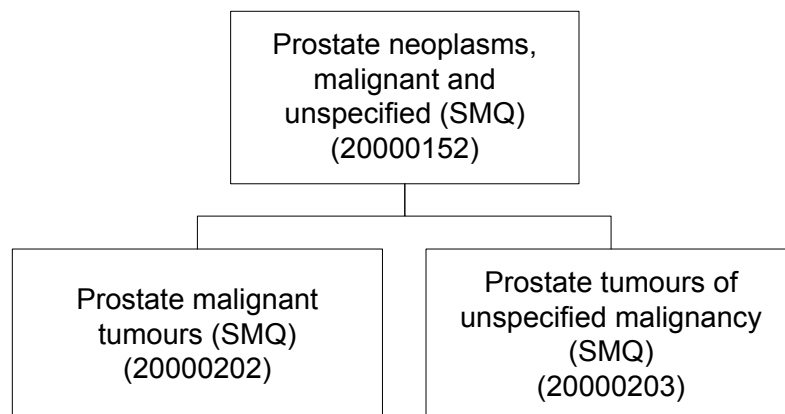 Prostate neoplasms,
malignant and
unspecified (SMQ)
(20000152)
Prostate malignant
tumours (SMQ)
(20000202)
Prostate tumours of
unspecified malignancy
(SMQ)
(20000203)